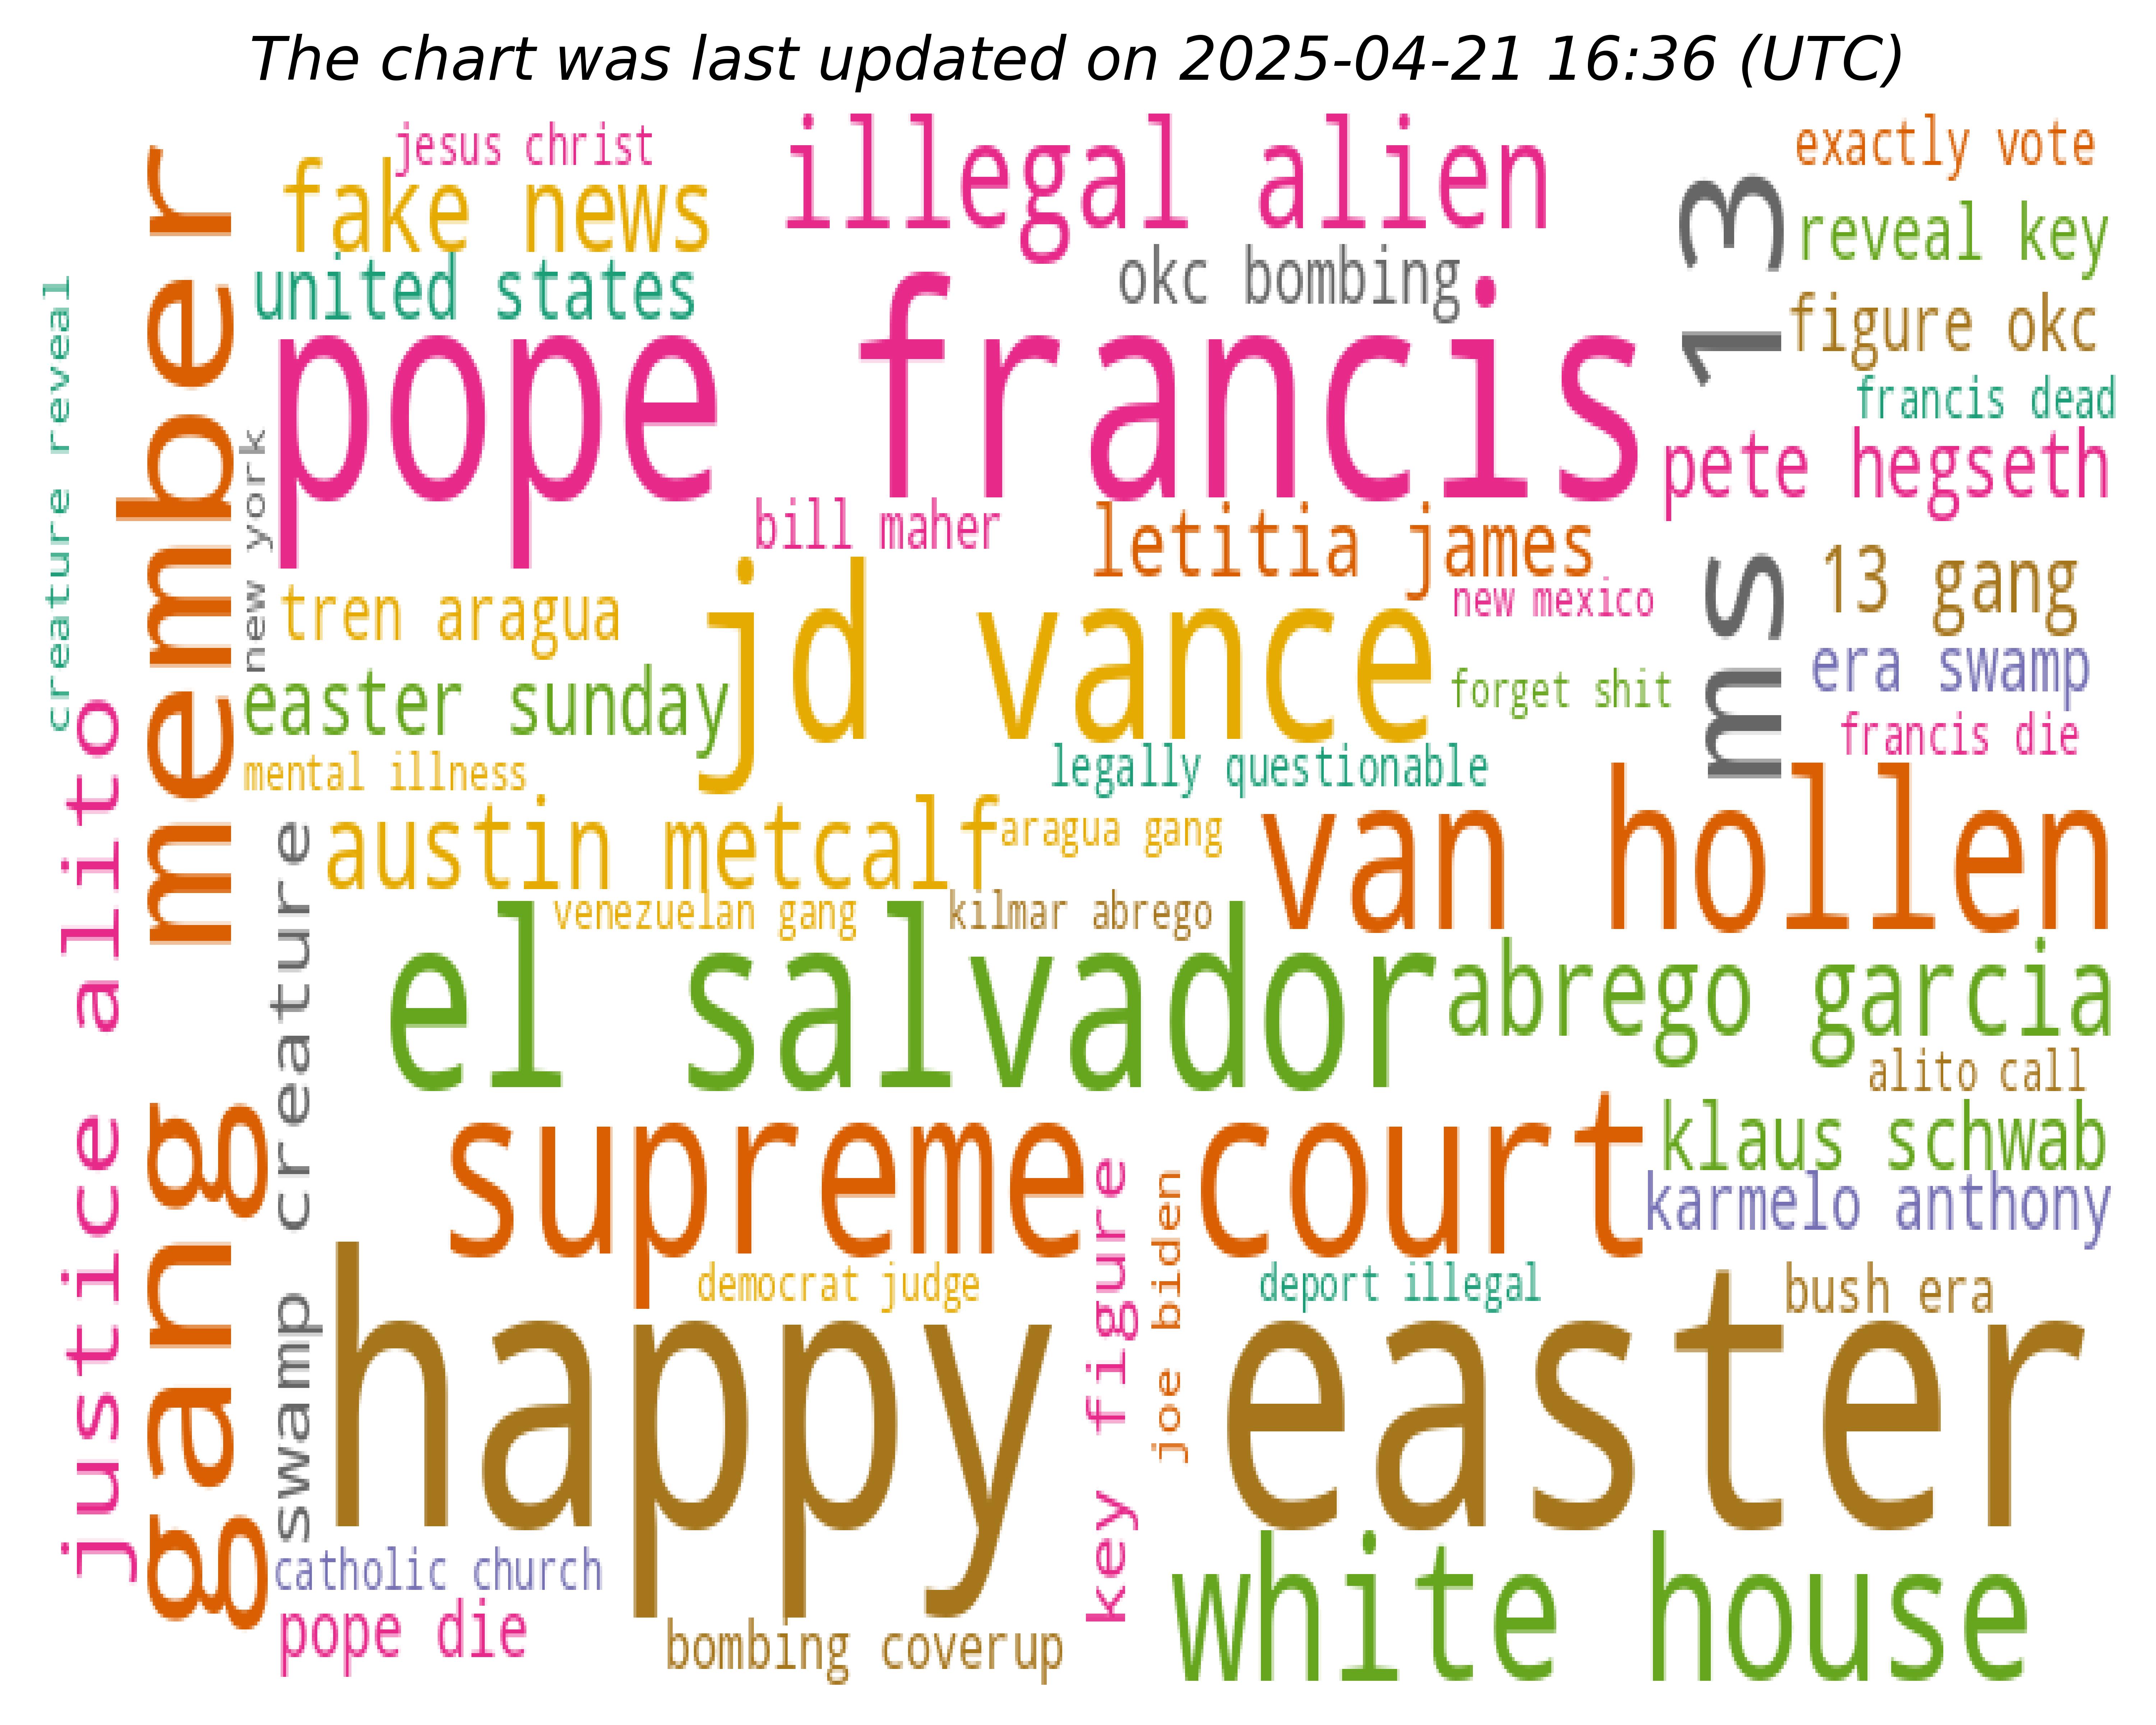 The chart was last updated on 2025-04-21 16:36 (UTC)
jesus christ
illegal alien
exactly vote
fake news
reveal key
united states
okc bombing
ms 13
figure okc
pope francis
francis dead
pete hegseth
creature reveal
gang member
new york
bill maher
letitia james
13 gang
tren aragua
jd vance
new mexico
era swamp
easter sunday
forget shit
francis die
mental illness
legally questionable
justice alito
austin metcalf
aragua gang
van hollen
venezuelan gang
kilmar abrego
swamp creature
el salvador
abrego garcia
alito call
supreme court
klaus schwab
karmelo anthony
democrat judge
key figure
joe biden
deport illegal
bush era
happy easter
catholic church
white house
pope die
bombing coverup